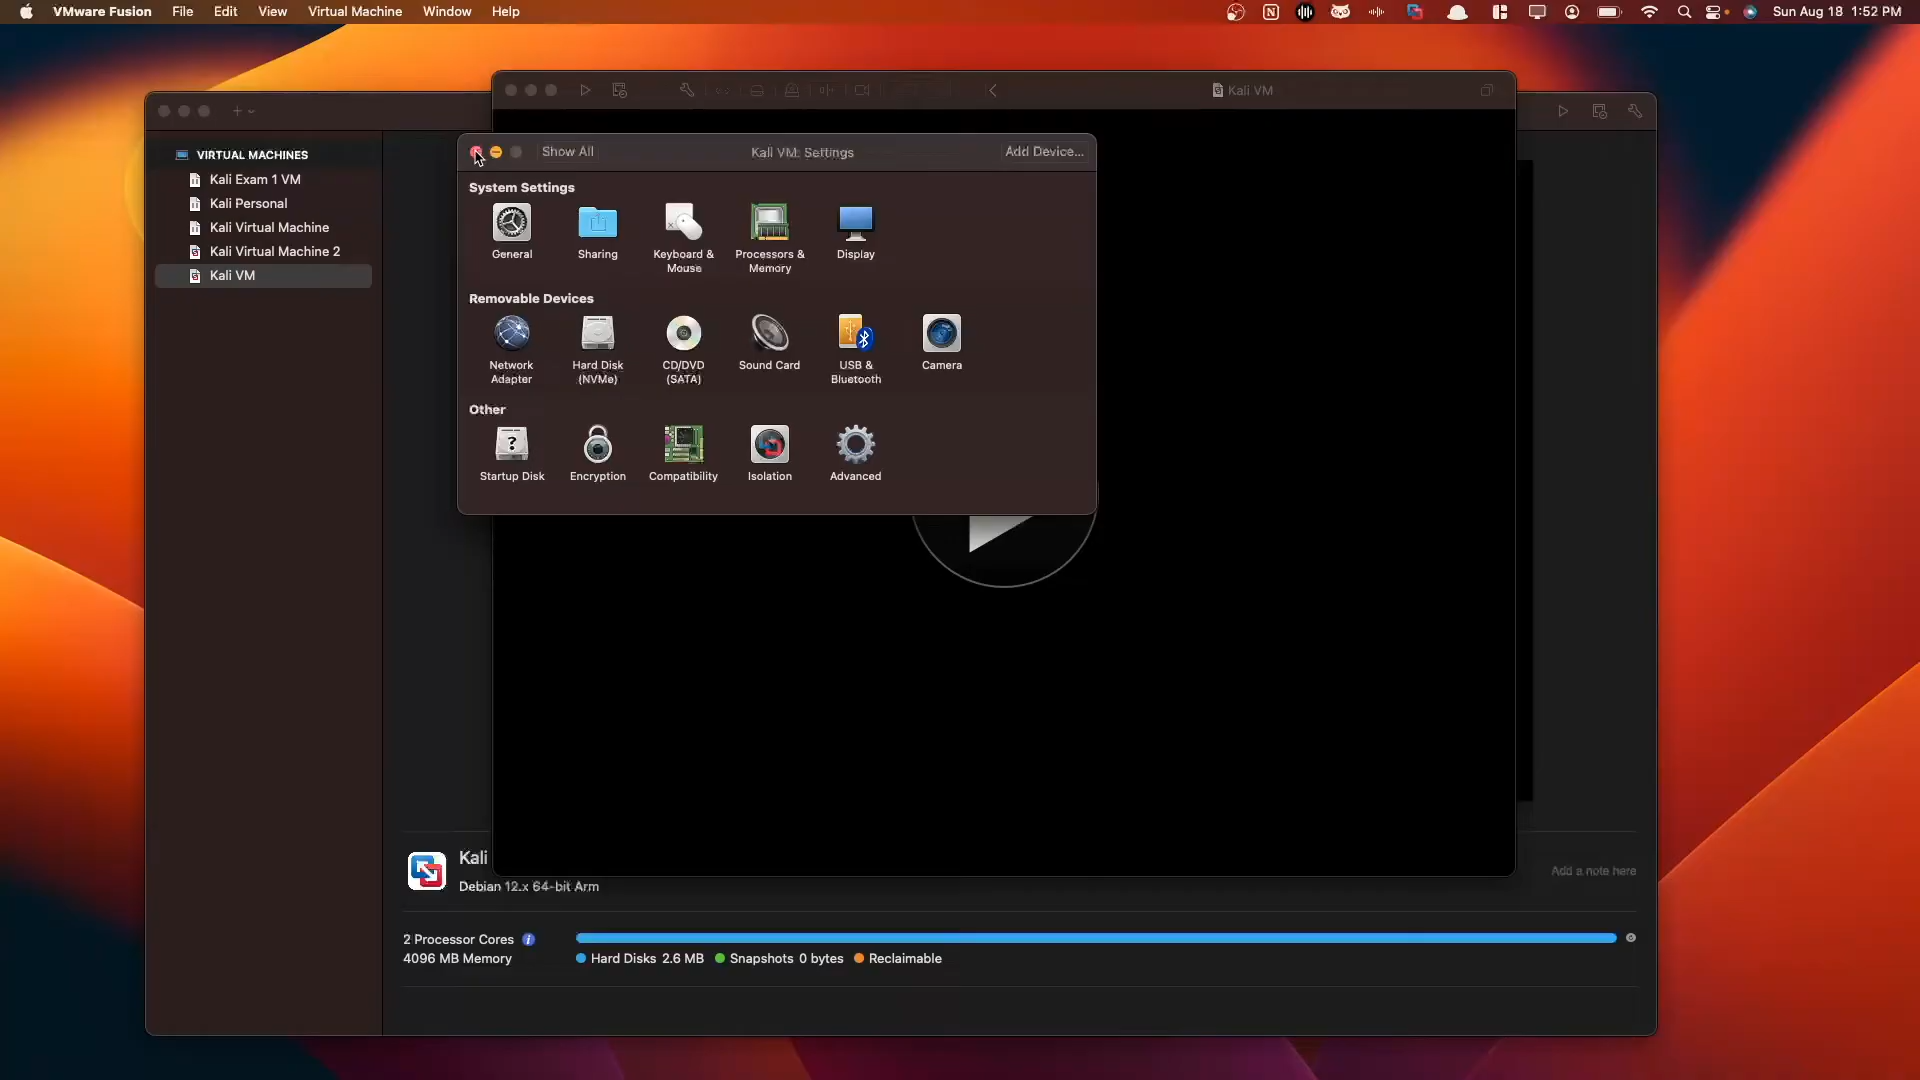 VMware Fusion File Edit View Virtual Machine Window Help Sun Aug 18 1:52 PM
Kali VM
VIRTUAL MACHINES
Kali Exam 1 VM
Kali Personal
Kali Virtual Machine
Kali Virtual Machine 2
Kali VM
Show All Kali VM: Settings Add Device...
System Settings
General
Sharing
Keyboard &
Mouse
Processors &
Memory
Display
Removable Devices
Network
Adapter
Hard Disk
(NVMe)
CD/DVD
(SATA)
Sound Card
USB &
Bluetooth
Camera
Other
Startup Disk
Encryption
Compatibility
Isolation
Advanced
Kali
Debian 12.x 64-bit Arm
Add a note here
2 Processor Cores
4096 MB Memory
Hard Disks 2.6 MB Snapshots 0 bytes Reclaimable